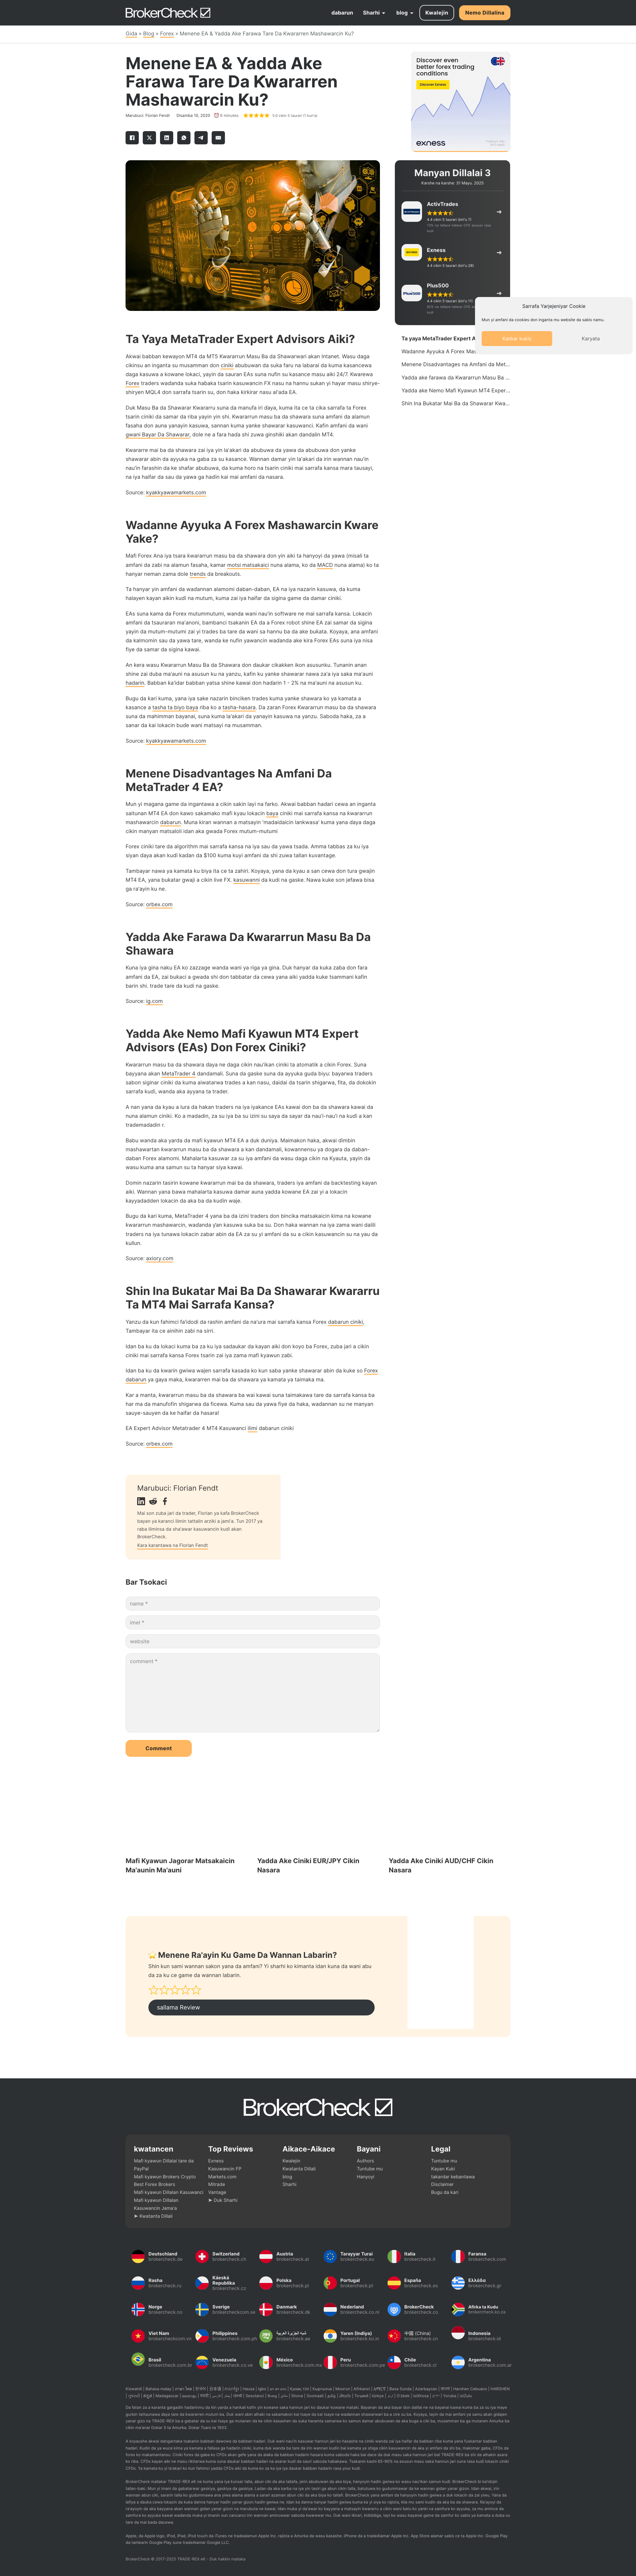 BrokerCheck
dabarun
Sharhi
blog
Kwalejin
Nemo Dillalina
Gida » Blog » Forex » Menene EA & Yadda Ake Farawa Tare Da Kwararren Mashawarcin Ku?
Menene EA & Yadda Ake
Farawa Tare Da Kwararren
Mashawarcin Ku?
Marubuci: Florian Fendt
Disamba 10, 2020
5 minutes
Discover even
better forex trading
conditions
Discover Exness
exness
Manyan Dillalai 3
Karshe na karshe: 31 Mayu, 2025
ActivTrades
Exness
Plus500
Sarrafa Yarjejeniyar Cookie
Mun yi amfani da cookies don inganta mu website da sabis namu.
Karbar kukis
Karyata
Ta yaya MetaTrader Expert A
Wadanne Ayyuka A Forex Mas
Menene Disadvantages na Amfani da Met...
Yadda ake farawa da Kwararrun Masu Ba ...
Yadda ake Nemo Mafi Kyawun MT4 Exper...
Shin Ina Bukatar Mai Ba da Shawarar Kwa...
Ta Yaya MetaTrader Expert Advisors Aiki?
Akwai babban kewayon MT4 da MT5 Kwararrun Masu Ba da Shawarwari akan Intanet. Wasu daga
cikinsu an inganta su musamman don ciniki abubuwan da suka faru na labarai da kuma kasancewa
daga kasuwa a kowane lokaci, yayin da sauran EAs suna nufin su kasance masu aiki 24/7. Kwarewa
Forex traders wadanda suka habaka tsarin kasuwancin FX nasu na hannu sukan yi hayar masu shirye-
shiryen MQL4 don sarrafa tsarin su, don haka kirkirar nasu al'ada EA.
Duk Masu Ba da Shawarar Kwararru suna da manufa iri daya, kuma ita ce ta cika sarrafa ta Forex
tsarin ciniki da samar da riba yayin yin shi. Kwararrun masu ba da shawara suna amfani da alamun
fasaha don auna yanayin kasuwa, sannan kuma yanke shawarar kasuwanci. Kafin amfani da wani
gwani Bayar Da Shawarar, dole ne a fara hada shi zuwa ginshiki akan dandalin MT4.
Kwararre mai ba da shawara zai iya yin la'akari da abubuwa da yawa da abubuwa don yanke
shawarar abin da ayyuka na gaba da su kasance. Wannan damar yin la'akari da irin wannan nau'in
nau'in fasaha da shafar abubuwa, da kuma horo na tsarin ciniki mai sarrafa kansa mara tausayi,
na iya haifar da sau da yawa ga hadin kai mai amfani da nasara.
Source: kyakkyawamarkets.com
Wadanne Ayyuka A Forex Mashawarcin Kware
Yake?
Mafi Forex Ana iya tsara kwararrun masu ba da shawara don yin aiki ta hanyoyi da yawa (misali ta
amfani da zabi na alamun fasaha, kamar motsi matsakaici nuna alama, ko da MACD nuna alama) ko ta
hanyar neman zama dole trends da breakouts.
Ta hanyar yin amfani da wadannan alamomi daban-daban, EA na iya nazarin kasuwa, da kuma
halayen kayan aikin kudi na mutum, kuma zai iya haifar da sigina game da damar ciniki.
EAs suna kama da Forex mutummutumi, wanda wani nau'in software ne mai sarrafa kansa. Lokacin
amfani da tsauraran ma'anoni, bambanci tsakanin EA da a Forex robot shine EA zai samar da sigina
yayin da mutum-mutumi zai yi trades ba tare da wani sa hannu daga bangaren ku ba. Koyaya, ana amfani
da kalmomin sau da yawa tare, wanda ke nufin yawancin wadanda ake kira Forex EAs suna iya nisa
fiye da samar da sigina kawai.
An kera wasu Kwararrun Masu Ba da Shawara don daukar cikakken ikon asusunku. Tunatin anan
shine zai duba ma'auni na asusun ku na yanzu, kafin ku yanke shawarar nawa za'a iya saka ma'auni
hadarin. Babban ka'idar babban yatsa shine kawai don hadarin 1 - 2% na ma'auni na asusun ku.
Bugu da kari kuma, yana iya sake nazarin binciken trades kuma yanke shawara ko ya kamata a
kasance a tasha ta biyo baya riba ko a tasha-hasara. Da zaran Forex Kwararrun masu ba da shawara
suna da mahimman bayanai, suna kuma la'akari da yanayin kasuwa na yanzu. Saboda haka, za a
sanar da kai lokacin bude wani matsayi na musamman.
Source: kyakkyawamarkets.com
Menene Disadvantages Na Amfani Da
MetaTrader 4 EA?
Mun yi magana game da ingantawa a cikin sakin layi na farko. Akwai babban hadari cewa an inganta
saitunan MT4 EA don kawo sakamako mafi kyau lokacin baya ciniki mai sarrafa kansa na kwararrun
mashawarcin dabarun. Muna kiran wannan a matsayin 'madaidaicin lankwasa' kuma yana daya daga
cikin manyan matsaloli idan aka gwada Forex mutum-mutumi
Forex ciniki tare da algorithm mai sarrafa kansa na iya sau da yawa tsada. Amma tabbas za ku iya
siyan daya akan kudi kadan da $100 kuma kuyi amfani da shi zuwa tallan kuvantage.
Tambayar nawa ya kamata ku biya ta to ta zahiri. Koyaya, yana da kyau a san cewa don tura gwajin
MT4 EA, yana bukatar gwaji a cikin live FX. kasuwanni da kudi na gaske. Nawa kuke son jefawa bisa
ga ra'ayin ku ne.
Source: orbex.com
Yadda Ake Farawa Da Kwararrun Masu Ba Da
Shawara
Kuna iya gina naku EA ko zazzage wanda wani ya riga ya gina. Duk hanyar da kuka zaba don fara
amfani da EA, zaku bukaci a gwada shi don tabbatar da cewa yana aiki yadda kuke tsammani kafin
barin shi. trade tare da kudi na gaske.
Source: ig.com
Yadda Ake Nemo Mafi Kyawun MT4 Expert
Advisors (EAs) Don Forex Ciniki?
Kwararrun masu ba da shawara daya ne daga cikin nau'ikan ciniki ta atomatik a cikin Forex. Suna
bayyana akan MetaTrader 4 dandamali. Suna da gaske suna da ayyuka guda biyu: bayarwa traders
sabon siginar ciniki da kuma aiwatarwa trades a kan nasu, daidai da tsarin shigarwa, fita, da dokokin
sarrafa kudi, wanda aka ayyana ta trader.
A nan yana da kyau a lura da hakan traders na iya iyakance EAs kawai don ba da shawarar kawai da
nuna alamun ciniki. Ko a madadin, za su iya ba su iya ba su'i-izini na sarrafa duk hanyoyin a kan kudi na
trademadadin r.
Babu wanda aka yarda da mafi kyawun MT4 EA a duk duniya. Maimakon haka, akwai dimbin
mashawartan kwararrun masu ba da shawara a kan dandamali, kowannensu ya dogara da daban-
daban Forex alamomi. Mahalarta kasuwar za su iya yin gwaji da yawa daga cikin su a Kyauta, yayin da
wasu kuma ana samun su ta hanyar siya kawai.
Domin nazarin tasirin kowane kwararrun mai ba da shawara, traders iya amfani da backtesting kayan
aiki. Wannan yana bawa mahalarta kasuwa damar auna yadda kowane EA zai yi a lokacin
kayyadadden lokacin da aka ba da kudin waje.
Bugu da kari kuma, MetaTrader 4 yana ba da izini traders don bincika matsakaicin kima na kowane
kwararrun mashawarcin, wadanda y'an kasuwa suka ba su. Don haka wannan na iya samun wani dalili
traders na iya tunawa lokacin zabar abin da EA za su yi amfani da su a cikin kasuwancin su na yau da
kullun.
Source: axiory.com
Shin Ina Bukatar Mai Ba Da Shawarar Kwararru
Ta MT4 Mai Sarrafa Kansa?
Yanzu da kun fahimci fa'idodi da rashin amfani da na'ura mai sarrafa kansa Forex dabarun ciniki,
Tambayar ita ce ainihin zabi na sirri.
Idan ba ku da lokaci kuma ba za ku iya sadaukar da kayan aiki don koyo ba Forex, zuba jari a cikin
ciniki mai sarrafa kansa Forex tsarin zai iya zama mafi kyawun zabi.
Idan ba ku da kwarin gwiwa wajen sarrafa kasada ko kun saba yanke shawarar abin da kuke so Forex
dabarun ya gaya maka, kwararren mai ba da shawara ya kamata ya taimaka ma.
Kar a manta, kwararrun masu ba da shawara ba wai kawai suna taimakawa tare da sarrafa kansa ba
har ma da manufofin shigarwa da ficewa. Kuma sau da yawa fiye da haka, wadannan su ne manyan
sauye-sauyen da ke haifar da hasara!
EA Expert Advisor Metatrader 4 MT4 Kasuwanci ilimi dabarun ciniki
Source: orbex.com
Marubuci: Florian Fendt
Mai son zuba jari da trader, Florian ya kafa BrokerCheck
bayan ya karanci ilimin tattalin arziki a jami'a. Tun 2017 ya
raba ilminsa da sha'awar kasuwancin kudi akan
BrokerCheck.
Kara karantawa na Florian Fendt
Bar Tsokaci
name *
imel *
website
comment *
Comment
Mafi Kyawun Jagorar Matsakaicin
Ma'aunin Ma'auni
Yadda Ake Ciniki EUR/JPY Cikin
Nasara
Yadda Ake Ciniki AUD/CHF Cikin
Nasara
Menene Ra'ayin Ku Game Da Wannan Labarin?
Shin kun sami wannan sakon yana da amfani? Yi sharhi ko kimanta idan kuna da wani abu
da za ku ce game da wannan labarin.
sallama Review
BrokerCheck
kwatancen
Mafi kyawun Dillalai tare da
PayPal
Mafi kyawun Brokers Crypto
Best Forex Brokers
Mafi kyawun Dillalan Kasuwanci
Mafi kyawun Dillalan
Kasuwancin Jama'a
➤ Kwatanta Dillali
Top Reviews
Exness
Kasuwancin FP
Markets.com
Mitrade
Vantage
➤ Duk Sharhi
Aikace-Aikace
Kwalejin
Kwatanta Dillali
blog
Sharhi
Bayani
Authors
Tuntube mu
Hanyoyi
Legal
Tuntube mu
Kayan Kuki
takardar kebantawa
Disclaimer
Bugu da kari
Deutschland
brokercheck.de
Switzerland
brokercheck.ch
Austria
brokercheck.at
Tarayyar Turai
brokercheck.eu
Italia
brokercheck.it
Faransa
brokercheck.com
Rasha
brokercheck.ru
Káeská
Republika
brokercheck.cz
Polska
brokercheck.pl
Portugal
brokercheck.pt
España
brokercheck.es
Ελλάδα
brokercheck.gr
Norge
brokercheck.no
Sverige
brokercheckcom.se
Danmark
brokercheck.dk
Nederland
brokercheck.co.nl
BrokerCheck
brokercheck.co
Afrika ta Kudu
brokercheck.co.za
Viet Nam
brokercheckcom.vn
Philippines
brokercheck.com.ph
شبه الجزيرة العربية
brokercheck.ae
Yaren (Indiya)
brokercheck.co.in
中國 (China)
brokercheck.cn
Indonesia
brokercheck.id
Brasil
brokercheck.com.br
Venezuela
brokercheck.co.ve
México
brokercheck.com.mx
Peru
brokercheck.com.pe
Chile
brokercheck.cl
Argentina
brokercheck.com.ar
BrokerCheck © 2017-2025 TRADE-REX eK - Duk hakkin mallaka